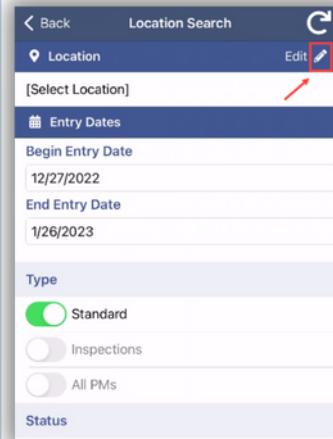 Back Location Search
Location Edit
[Select Location]
Entry Dates
Begin Entry Date
12/27/2022
End Entry Date
1/26/2023
Type
Standard
Inspections
All PMs
Status